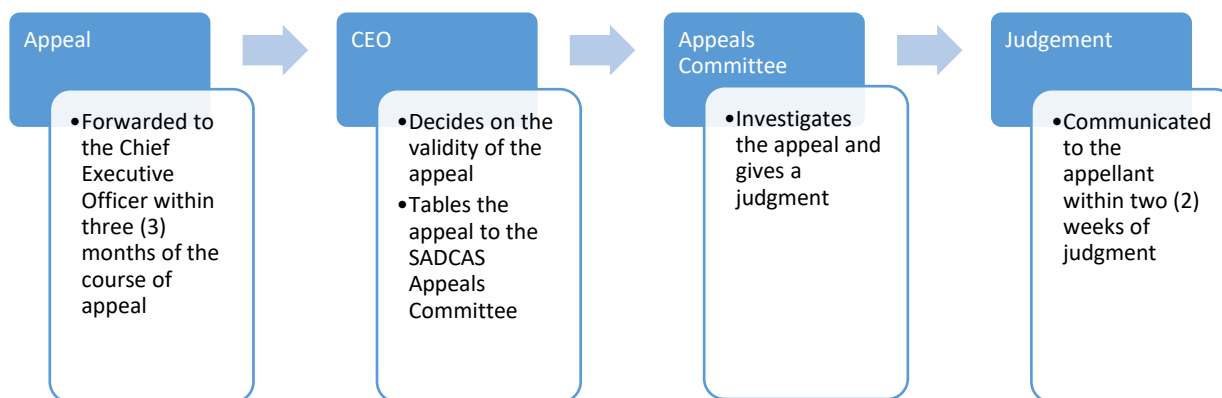 Appeal
•Forwarded to
the Chief
Executive
Officer within
three (3)
months of the
course of
appeal
CEO
•Decides on the
validity of the
appeal
•Tables the
appeal to the
SADCAS
Appeals
Committee
Appeals
Committee
•Investigates
the appeal and
gives a
judgment
Judgement
•Communicated
to the
appellant
within two (2)
weeks of
judgment